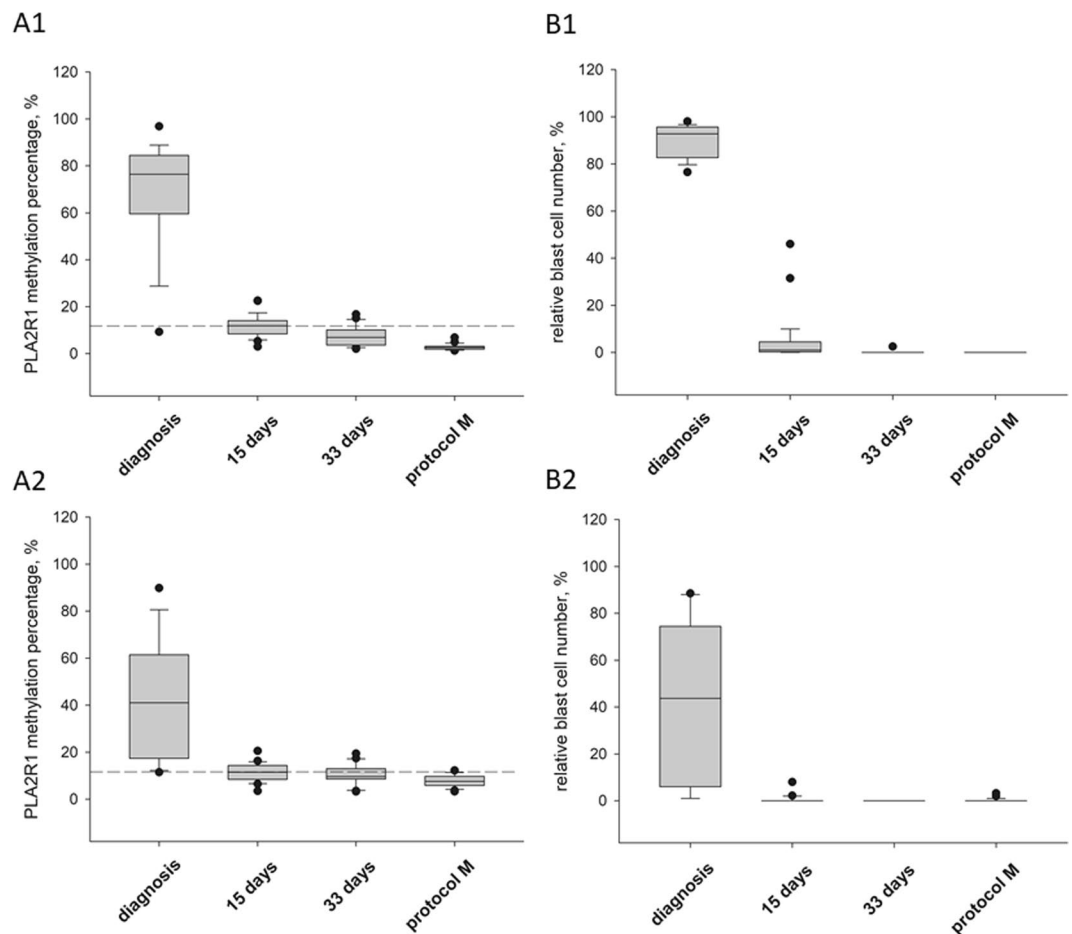 A1
PLA2R1 methylation percentage, %
120
100
80
60
40
20
0
diagnosis
15 days
33 days
protocol M
B1
relative blast cell number, %
120
100
80
60
40
20
0
diagnosis
15 days
33 days
protocol M
A2
PLA2R1 methylation percentage, %
120
100
80
60
40
20
0
diagnosis
15 days
33 days
protocol M
B2
relative blast cell number, %
120
100
80
60
40
20
0
diagnosis
15 days
33 days
protocol M